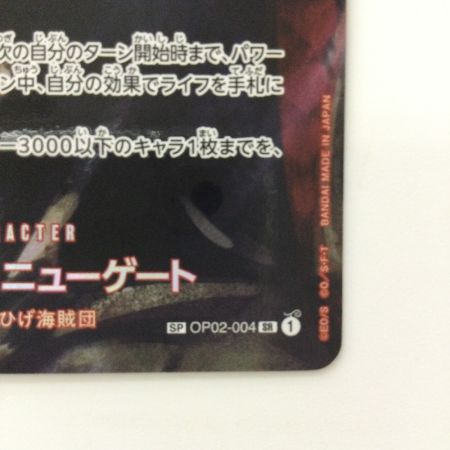 次の自分のターン開始時まで、パワー
ン中、自分の効果でライフを手札に
ー3000以下のキャラ1枚までを、
ACTER
ニューゲート
ひげ海賊団
SP OP02-004 SR 1
©E.O/S ©O/S・F・T BANDAI MADE IN JAPAN